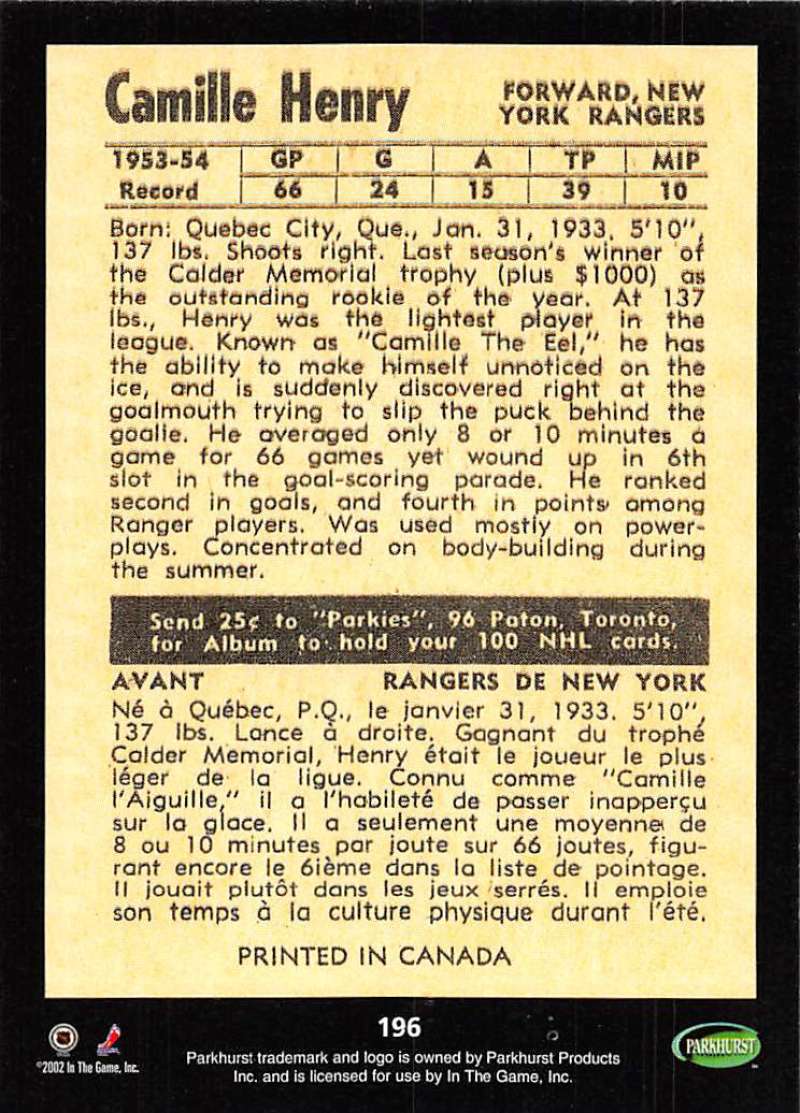 Camille Henry
FORWARD, NEW
YORK RANGERS
1953-54 | GP | G | A | TP | MIP
Record | 66 | 24 | 15 | 39 | 10
Born: Quebec City, Que., Jan. 31, 1933. 5'10",
137 lbs. Shoots right. Last season's winner of
the Calder Memorial trophy (plus $1000) as
the outstanding rookie of the year. At 137
lbs., Henry was the lightest player in the
league. Known as "Camille The Eel," he has
the ability to make himself unnoticed on the
ice, and is suddenly discovered right at the
goalmouth trying to slip the puck behind the
goalie. He averaged only 8 or 10 minutes a
game for 66 games yet wound up in 6th
slot in the goal-scoring parade. He ranked
second in goals, and fourth in points among
Ranger players. Was used mostly on power-
plays. Concentrated on body-building during
the summer.
Send 25¢ to "Parkies", 96 Paton, Toronto,
for Album to hold your 100 NHL cards.
AVANT RANGERS DE NEW YORK
Né à Québec, P.Q., le janvier 31, 1933. 5'10",
137 lbs. Lance à droite. Gagnant du trophé
Calder Memorial, Henry était le joueur le plus
léger de la ligue. Connu comme "Camille
l'Aiguille," il a l'habileté de passer inapperçu
sur la glace. Il a seulement une moyenne de
8 ou 10 minutes par joute sur 66 joutes, figu-
rant encore le 6ième dans la liste de pointage.
Il jouait plutôt dans les jeux serrés. Il emploie
son temps à la culture physique durant l'été.
PRINTED IN CANADA
196
©2002 In The Game, Inc.
Parkhurst trademark and logo is owned by Parkhurst Products
Inc. and is licensed for use by In The Game, Inc.
PARKHURST